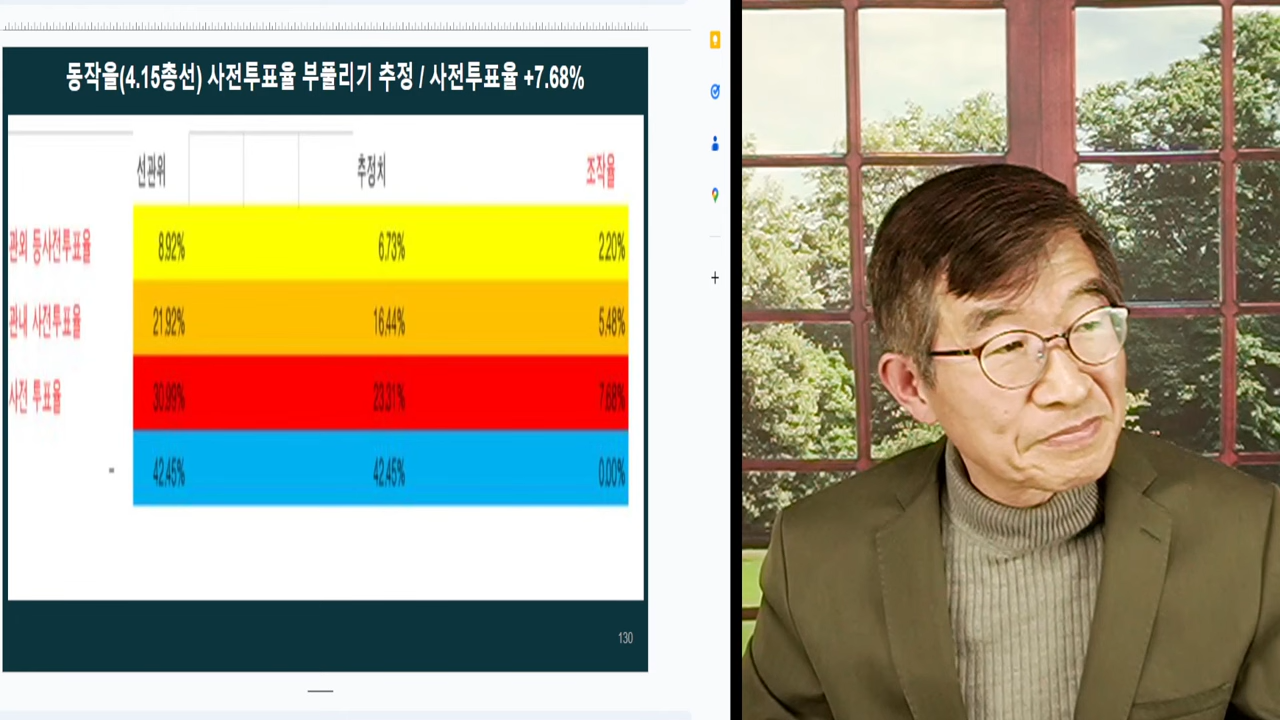 동작을(4.15총선) 사전투표율 부풀리기 추정 / 사전투표율 +7.68%
선관위 추정치 조작율
관외 등사전투표율 8.92% 6.73% 2.20%
관내 사전투표율 21.92% 16.44% 5.48%
사전 투표율 30.99% 23.31% 7.68%
- 42.45% 42.45% 0.00%
130